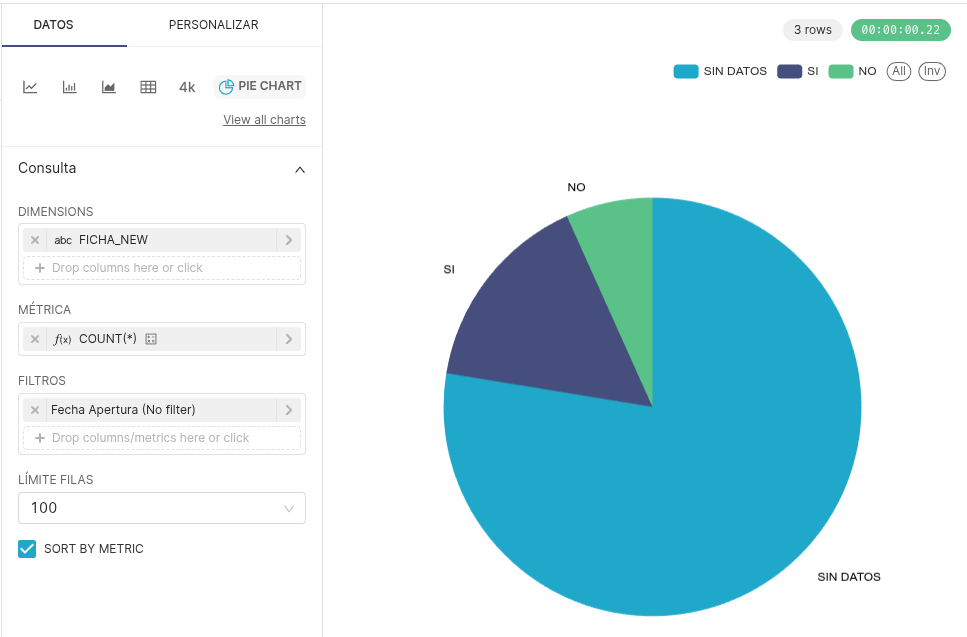 DATOS
PERSONALIZAR
4k
PIE CHART
View all charts
Consulta
DIMENSIONS
abc FICHA_NEW
Drop columns here or click
MÉTRICA
f(x) COUNT(*)
FILTROS
Fecha Apertura (No filter)
Drop columns/metrics here or click
LÍMITE FILAS
100
SORT BY METRIC
3 rows
00:00:00.22
SIN DATOS
SI
NO
All
Inv
NO
SI
SIN DATOS